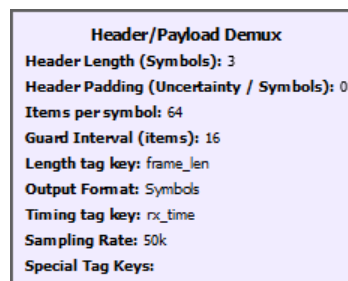 Header/Payload Demux
Header Length (Symbols): 3
Header Padding (Uncertainty / Symbols): 0
Items per symbol: 64
Guard Interval (items): 16
Length tag key: frame_len
Output Format: Symbols
Timing tag key: rx_time
Sampling Rate: 50k
Special Tag Keys: